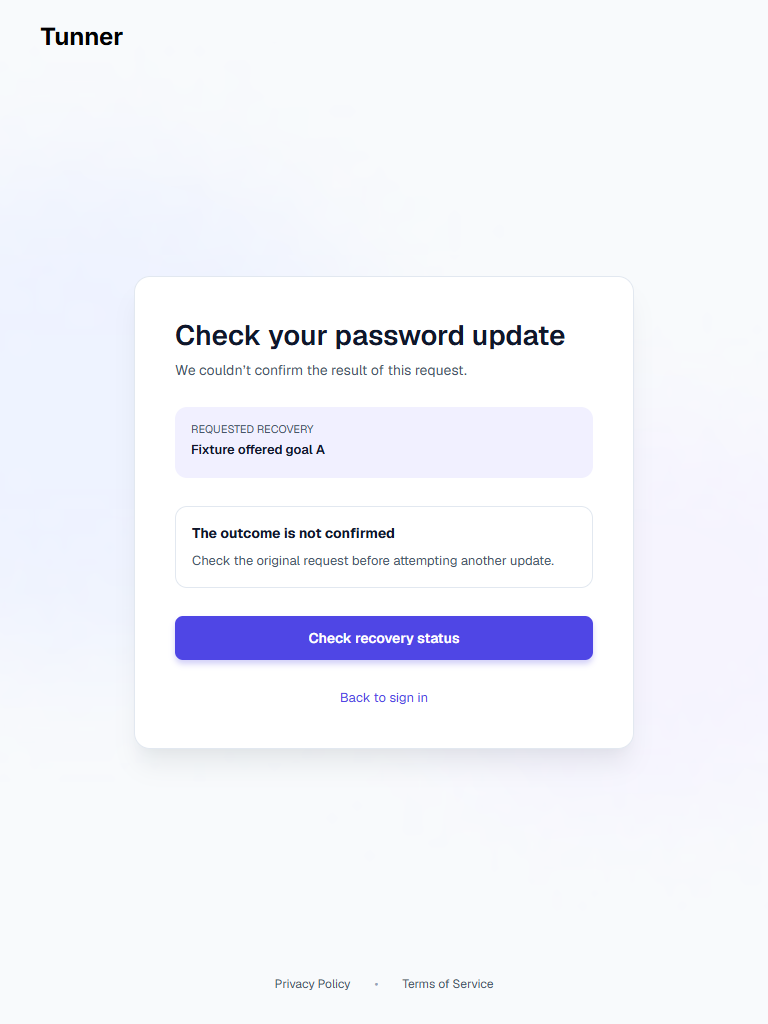 Tunner
Check your password update
We couldn't confirm the result of this request.
REQUESTED RECOVERY
Fixture offered goal A
The outcome is not confirmed
Check the original request before attempting another update.
Check recovery status
Back to sign in
Privacy Policy • Terms of Service